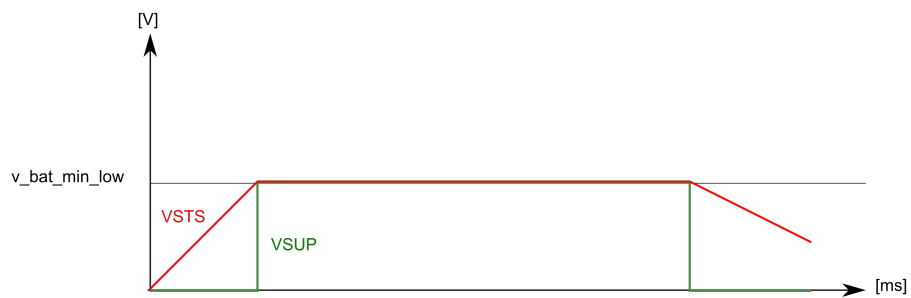 [V]
v_bat_min_low
VSTS
VSUP
[ms]